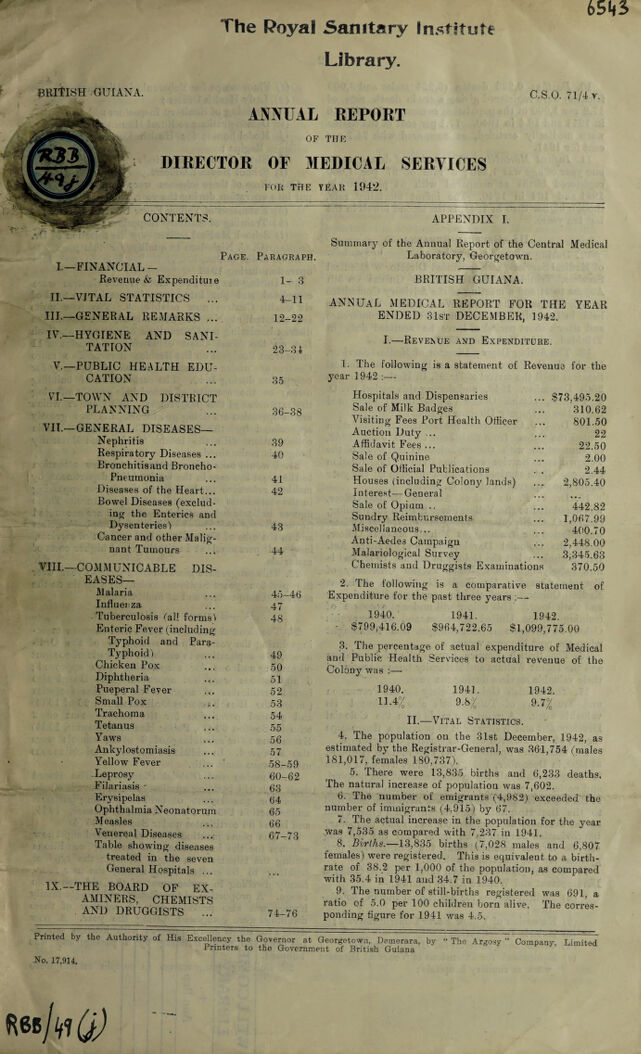 6543
The Royal Sanitary Institute
Library.
BRITISH GUIANA.
C.S.O. 71/4 v.
ANNUAL REPORT
OF THE
DIRECTOR OF MEDICAL SERVICES
FOR THE YEAR 1942.
RBB
49j
CONTENTS.
PAGE. PARAGRAPH.
I.—FINANCIAL—
Revenue & Expenditure 1- 3
II.—VITAL STATISTICS ... 4-11
III.—GENERAL REMARKS ... 12-22
IV.—HYGIENE AND SANI-
TATION ... 23-34
V.—PUBLIC HEALTH EDU-
CATION ... 35
VI.—TOWN AND DISTRICT
PLANNING ... 36-38
VII.—GENERAL DISEASES—
Nephritis ... 39
Respiratory Diseases ... 40
Bronchitis and Broncho-
Pneumonia ... 41
Diseases of the Heart... 42
Bowel Diseases (exclud-
ing the Enterics and
Dysenteries) ... 43
Cancer and other Malig-
nant Tumours ... 44
VIII.—COMMUNICABLE DIS-
EASES—
Malaria ... 45-46
Influenza ... 47
Tuberculosis (all forms) 48
Enteric Fever (including
Typhoid and Para-
Typhoid) ... 49
Chicken Pox ... 50
Diphtheria ... 51
Pueperal Fever ... 52
Small Pox ... 53
Trachoma ... 54
Tetanus ... 55
Yaws ... 56
Ankylostomiasis ... 57
Yellow Fever ... 58-59
Leprosy ... 60-62
Filariasis ... 63
Erysipelas ... 64
Ophthalmia Neonatorum 65
Measles ... 66
Venereal Diseases ... 67-73
Table showing diseases
treated in the seven
General Hospitals ... ...
IX.--THE BOARD OF EX-
AMINERS, CHEMISTS
AND DRUGGISTS ... 74-76
APPENDIX I.
Summary of the Annual Report of the Central Medical
Laboratory, Georgetown.
BRITISH GUIANA.
ANNUAL MEDICAL REPORT FOR THE YEAR
ENDED 31ST DECEMBER, 1942.
I.—REVENUE AND EXPENDITURE.
1. The following is a statement of Revenue for the
year 1942 :—
Hospitals and Dispensaries ... $73,495.20
Sale of Milk Badges ... 310.62
Visiting Fees Port Health Officer ... 801.50
Auction Duty ... ... 22
Affidavit Fees ... ... 22.50
Sale of Quinine ... 2.00
Sale of Official Publications ... 2.44
Houses (including Colony lands) ... 2,805.40
Interest—General ... ...
Sale of Opium .. ... 442.82
Sundry Reimbursements ... 1,067.99
Miscellaneous... ... 400.70
Anti-Aedes Campaign ... 2,448.00
Malariological Survey ... 3,345.63
Chemists and Druggists Examinations 370.50
2. The following is a comparative statement of
Expenditure for the past three years :—
1940. 1941. 1942.
$799,416.09 $964,722.65 $1,099,775.00
3. The percentage of actual expenditure of Medical
and Public Health Services to actual revenue of the
Colony was :—
1940. 1941. 1942.
11.4% 9.8% 9.7%
II.—VITAL STATISTICS.
4. The population on the 31st December, 1942, as
estimated by the Registrar-General, was 361,754 (males
181,017, females 180,737).
5. There were 13,835 births and 6,233 deaths.
The natural increase of population was 7,602.
6. The number of emigrants (4,982) exceeded the
number of immigrants (4,915) by 67.
7. The actual increase in the population for the year
was 7,535 as compared with 7,237 in 1941.
8. Births.—13,835 births (7,028 males and 6,807
females) were registered. This is equivalent to a birth-
rate of 38.2 per 1,000 of the population, as compared
with 35.4 in 1941 and 34.7 in 1940.
9. The number of still-births registered was 691, a
ratio of 5.0 per 100 children born alive. The corres-
ponding figure for 1941 was 4.5.
Printed by the Authority of His Excellency the Governor at Georgetown, Demerara, by "The Argosy" Company, Limited
Printers to the Government of British Guiana
No. 17,914.
RBB/49(j)